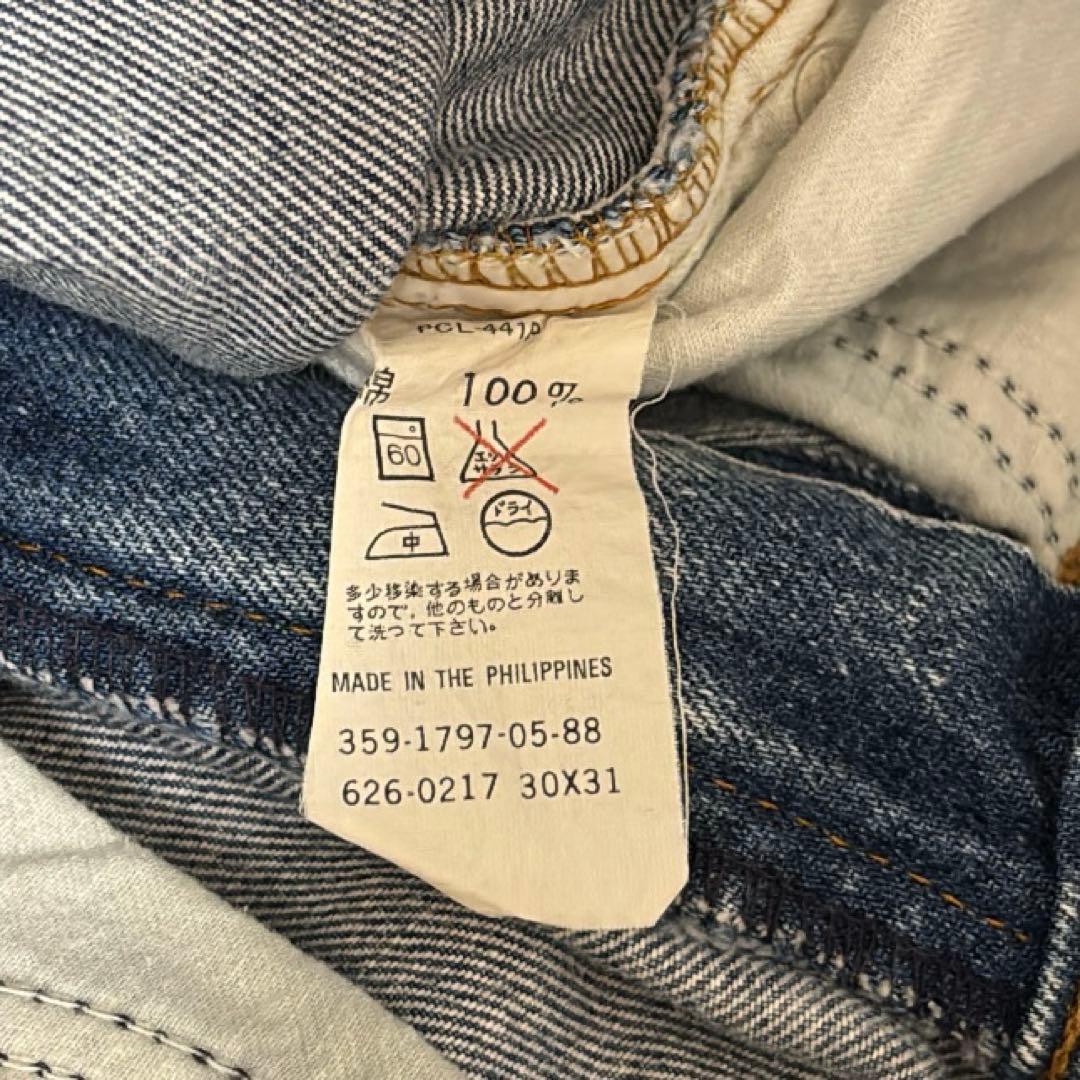 PCL-441A
綿 100%
60 エンソ サラシ
中 ドライ
多少移染する場合がありま
すので,他のものと分離し
て洗つて下さい。
MADE IN THE PHILIPPINES
359-1797-05-88
626-0217 30X31